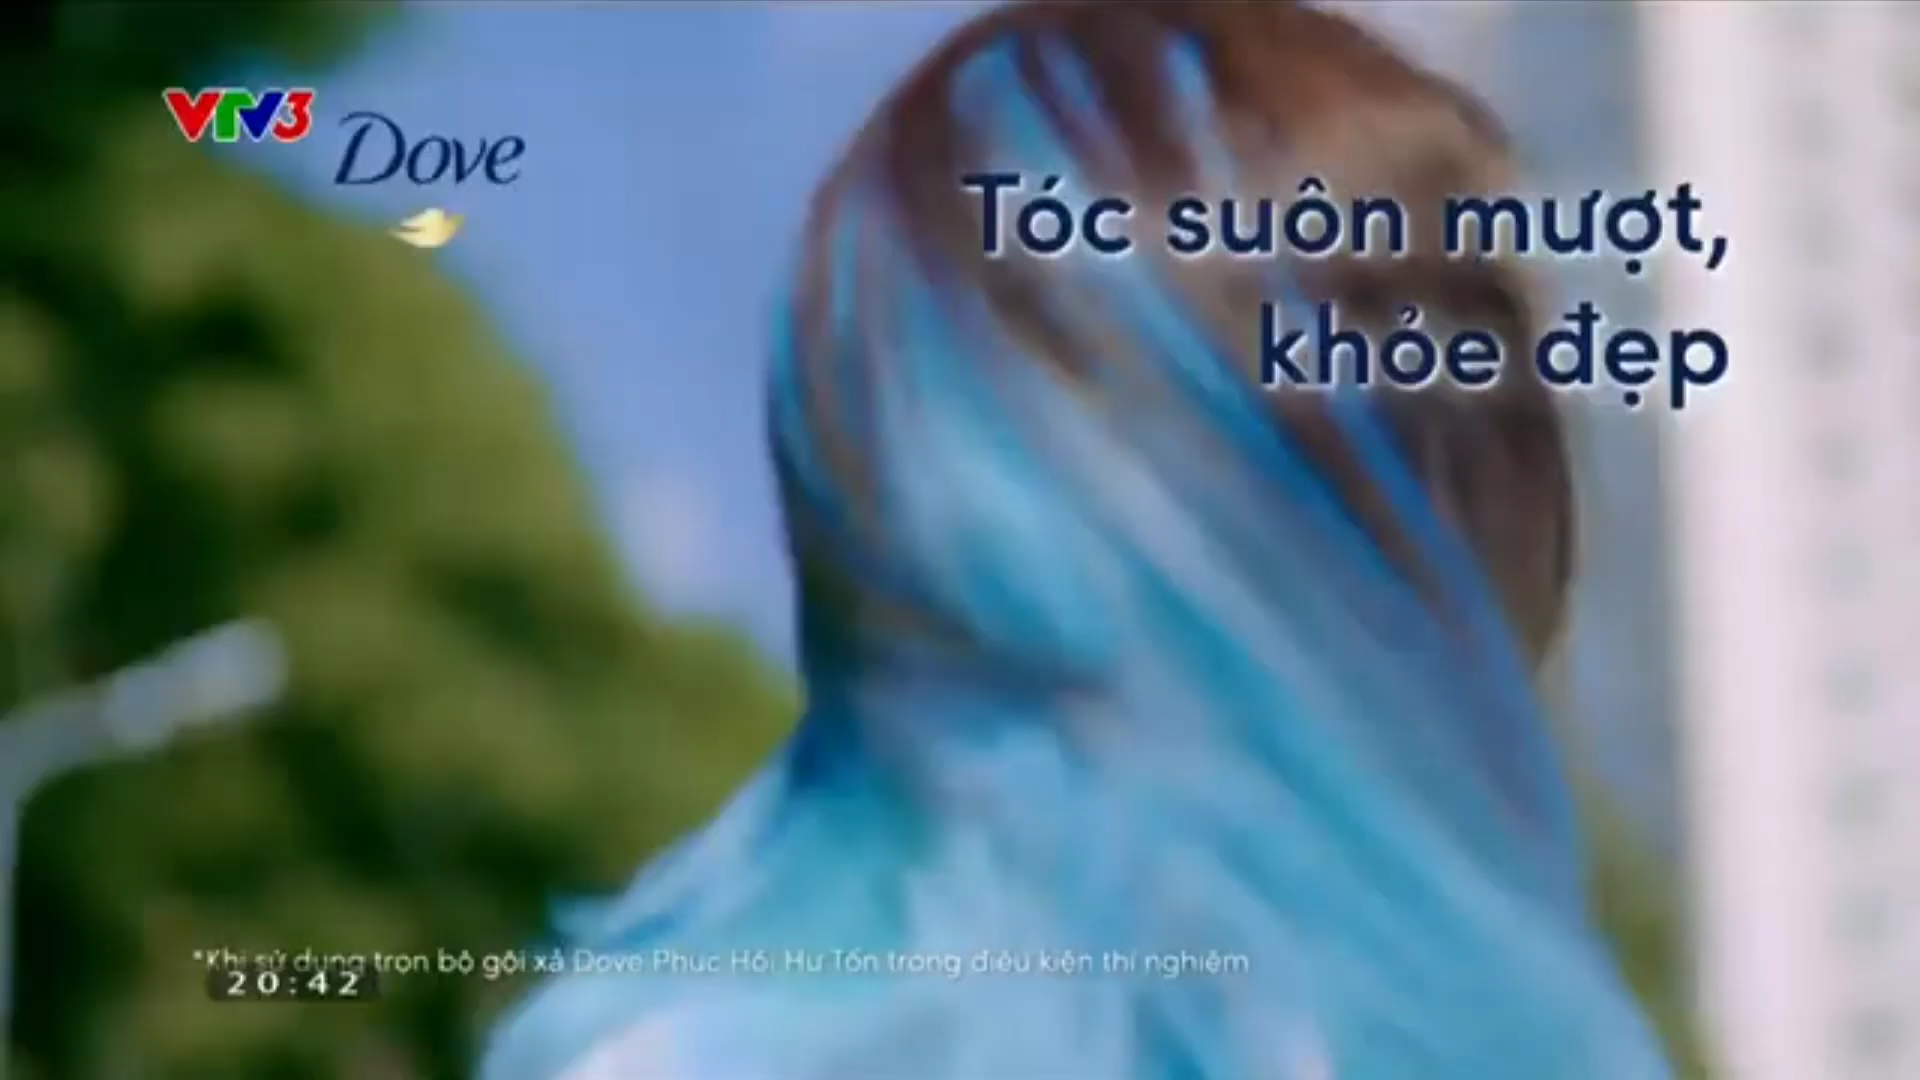 VTV3
Dove
Tóc suôn mượt,
khỏe đẹp
*Khi sử dụng trọn bộ gội xả Dove Phục Hồi Hư Tổn trong điều kiện thí nghiệm
20:42